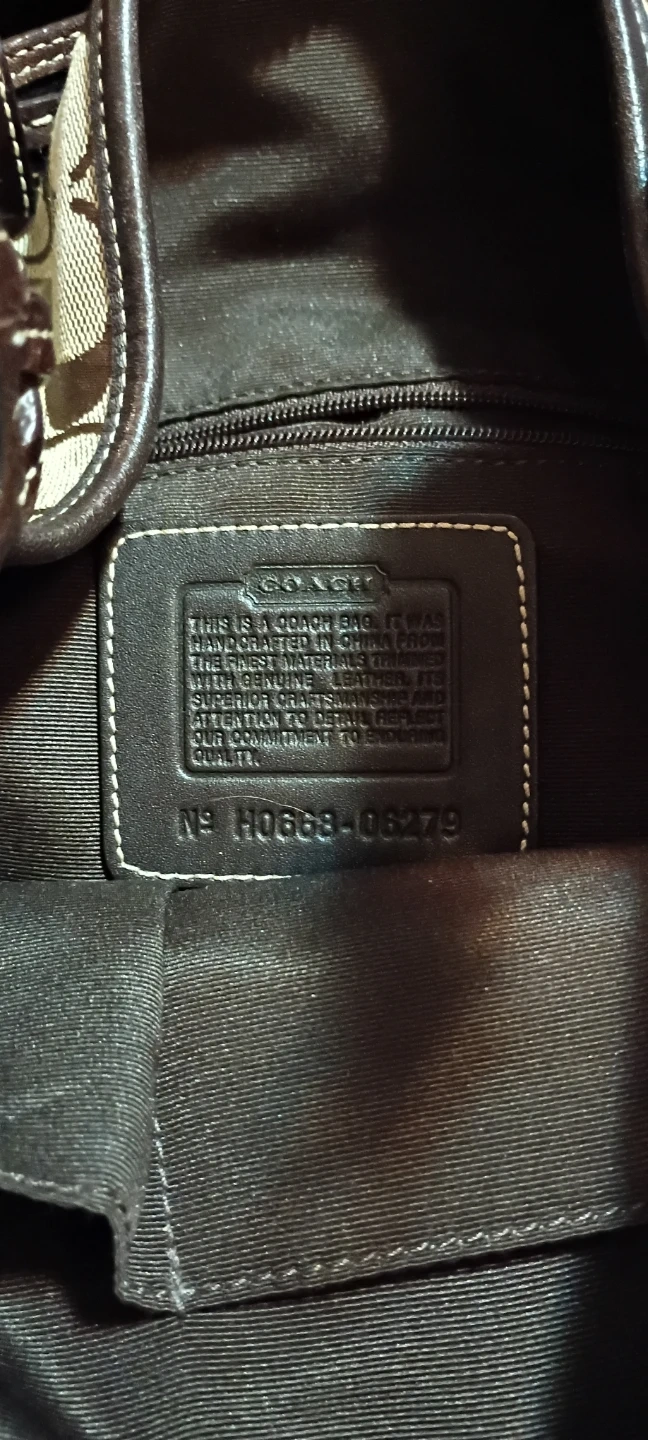 COACH
THIS IS A COACH BAG. IT WAS
HANDCRAFTED IN CHINA FROM
THE FINEST MATERIALS TRIMMED
WITH GENUINE LEATHER. ITS
SUPERIOR CRAFTSMANSHIP AND
ATTENTION TO DETAIL REFLECT
OUR COMMITMENT TO ENDURING
QUALITY.
Nº H0668-06279